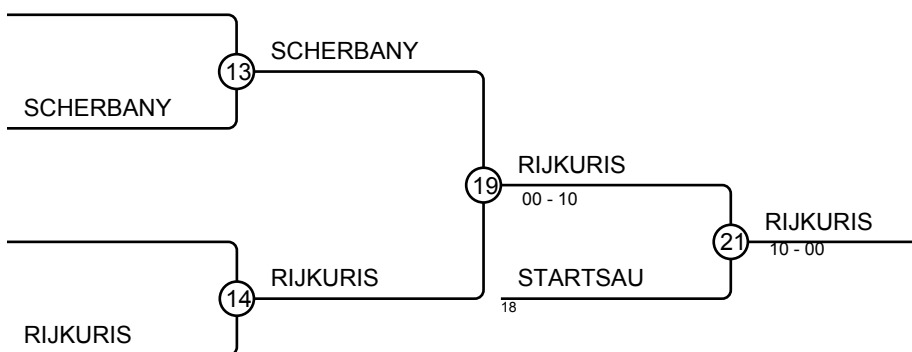 SCHERBANY
13
SCHERBANY
RIJKURIS
19
00 - 10
RIJKURIS
21
10 - 00
RIJKURIS
STARTSAU
14
18
RIJKURIS